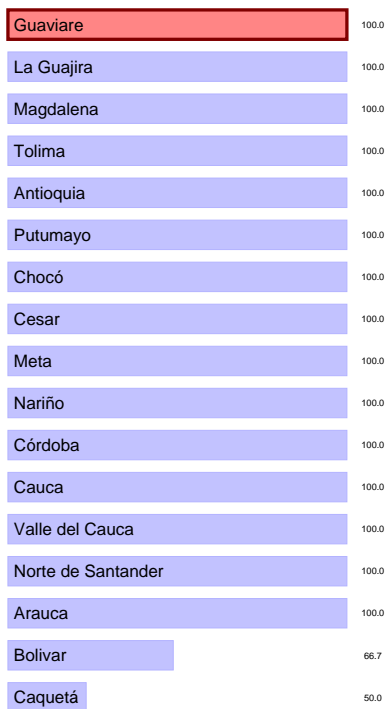 Guaviare 100.0
La Guajira 100.0
Magdalena 100.0
Tolima 100.0
Antioquia 100.0
Putumayo 100.0
Chocó 100.0
Cesar 100.0
Meta 100.0
Nariño 100.0
Córdoba 100.0
Cauca 100.0
Valle del Cauca 100.0
Norte de Santander 100.0
Arauca 100.0
Bolivar 66.7
Caquetá 50.0